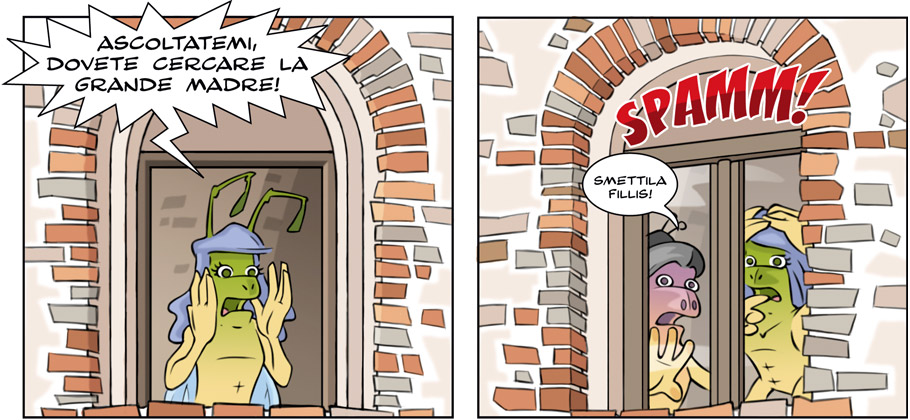 ASCOLTATEMI,
DOVETE CERCARE LA
GRANDE MADRE!
SPAMM!
SMETTILA
FILLIS!